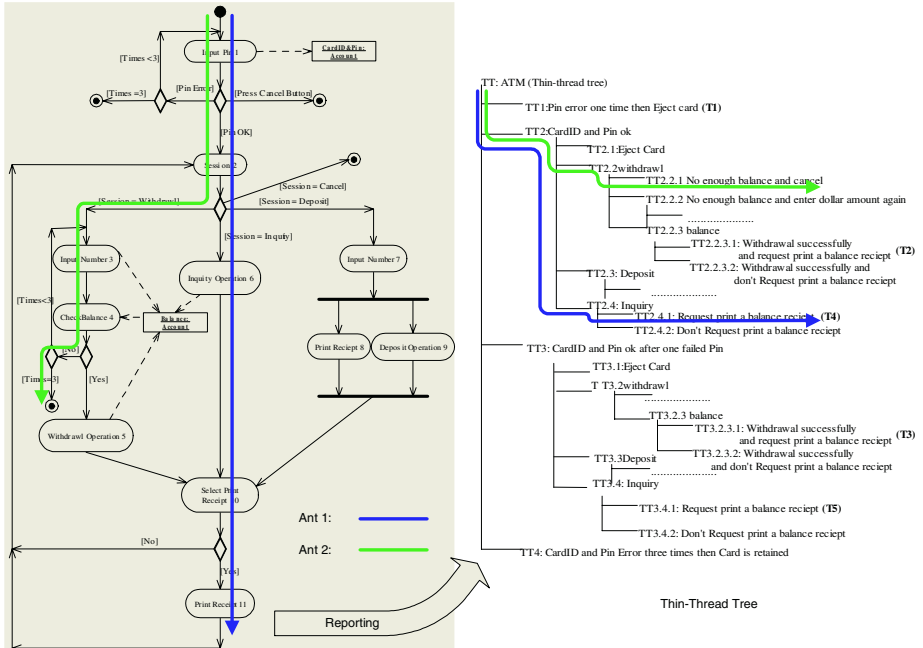 Input Pin 1
CardID&Pin:
Account
[Times <3]
[Times =3]
[Pin Error]
[Press Cancel Button]
[Pin OK]
Session 2
[Session = Cancel]
[Session = Withdrawl]
[Session = Deposit]
[Session = Inquity]
Input Number 3
Inquity Operation 6
Input Number 7
[Times<3]
CheckBalance 4
Balance:
Account
Print Reciept 8
Deposit Operation 9
[No]
[Times=3]
[Yes]
Withdrawl Operation 5
Select Print
Receipt 10
Ant 1:
Ant 2:
[No]
[Yes]
Print Receipt 11
Reporting
TT: ATM (Thin-thread tree)
TT1:Pin error one time then Eject card (T1)
TT2:CardID and Pin ok
TT2.1:Eject Card
TT2.2withdrawl
TT2.2.1 No enough balance and cancel
TT2.2.2 No enough balance and enter dollar amount again
......................
TT2.2.3 balance
TT2.2.3.1: Withdrawal successfully
and request print a balance reciept (T2)
TT2.2.3.2: Withdrawal successfully and
don't Request print a balance reciept
TT2.3: Deposit
......................
TT2.4: Inquiry
TT2.4.1: Request print a balance reciept (T4)
TT2.4.2: Don't Request print a balance reciept
TT3: CardID and Pin ok after one failed Pin
TT3.1:Eject Card
T T3.2withdrawl
......................
TT3.2.3 balance
TT3.2.3.1: Withdrawal successfully
and request print a balance reciept (T3)
TT3.2.3.2: Withdrawal successfully
and don't Request print a balance reciept
TT3.3Deposit
......................
TT3.4: Inquiry
TT3.4.1: Request print a balance reciept (T5)
TT3.4.2: Don't Request print a balance reciept
TT4: CardID and Pin Error three times then Card is retained
Thin-Thread Tree